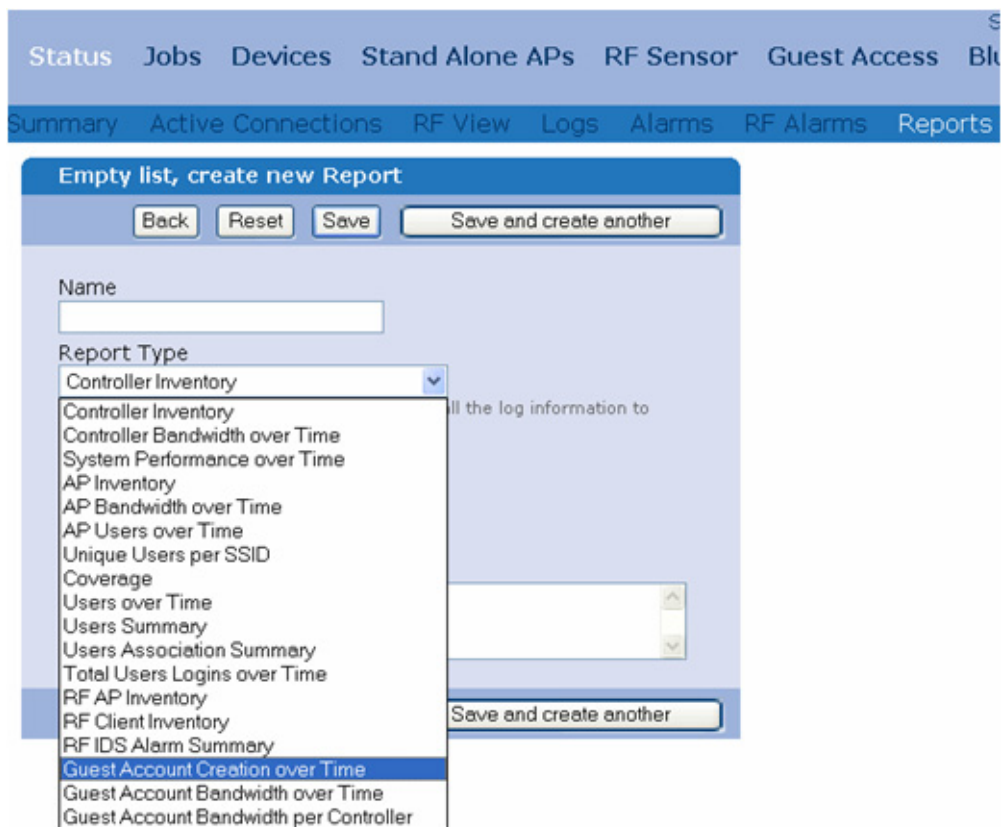 Status Jobs Devices Stand Alone APs RF Sensor Guest Access
Summary Active Connections RF View Logs Alarms RF Alarms Reports
Empty list, create new Report
Back Reset Save Save and create another
Name
Report Type
Controller Inventory
Controller Inventory
all the log information to
Controller Bandwidth over Time
System Performance over Time
AP Inventory
AP Bandwidth over Time
AP Users over Time
Unique Users per SSID
Coverage
Users over Time
Users Summary
Users Association Summary
Total Users Logins over Time
RF AP Inventory
RF Client Inventory
Save and create another
RF IDS Alarm Summary
Guest Account Creation over Time
Guest Account Bandwidth over Time
Guest Account Bandwidth per Controller